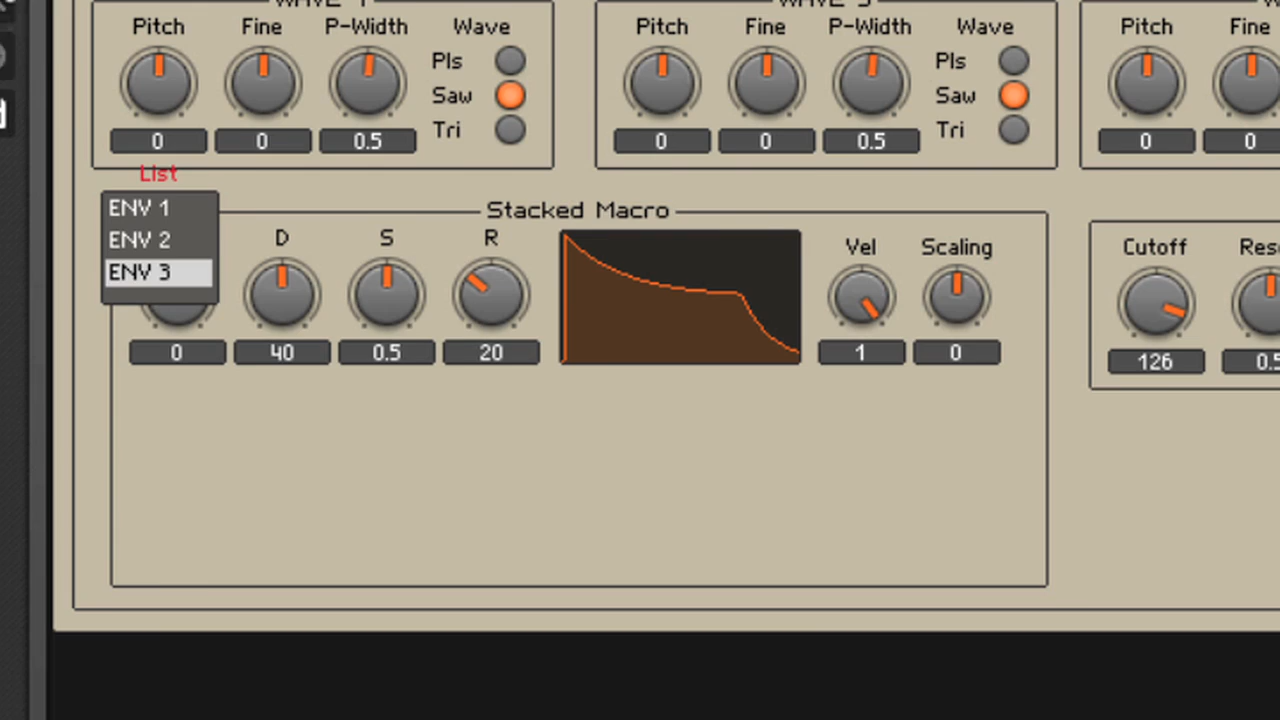 Pitch Fine P-Width Wave Pitch Fine P-Width Wave Pitch Fine
Pls Pls
Saw Saw
Tri Tri
0 0 0.5 0 0 0.5 0 0
List
ENV 1
ENV 2
ENV 3
Stacked Macro
D S R Vel Scaling Cutoff
0 40 0.5 20 1 0 126